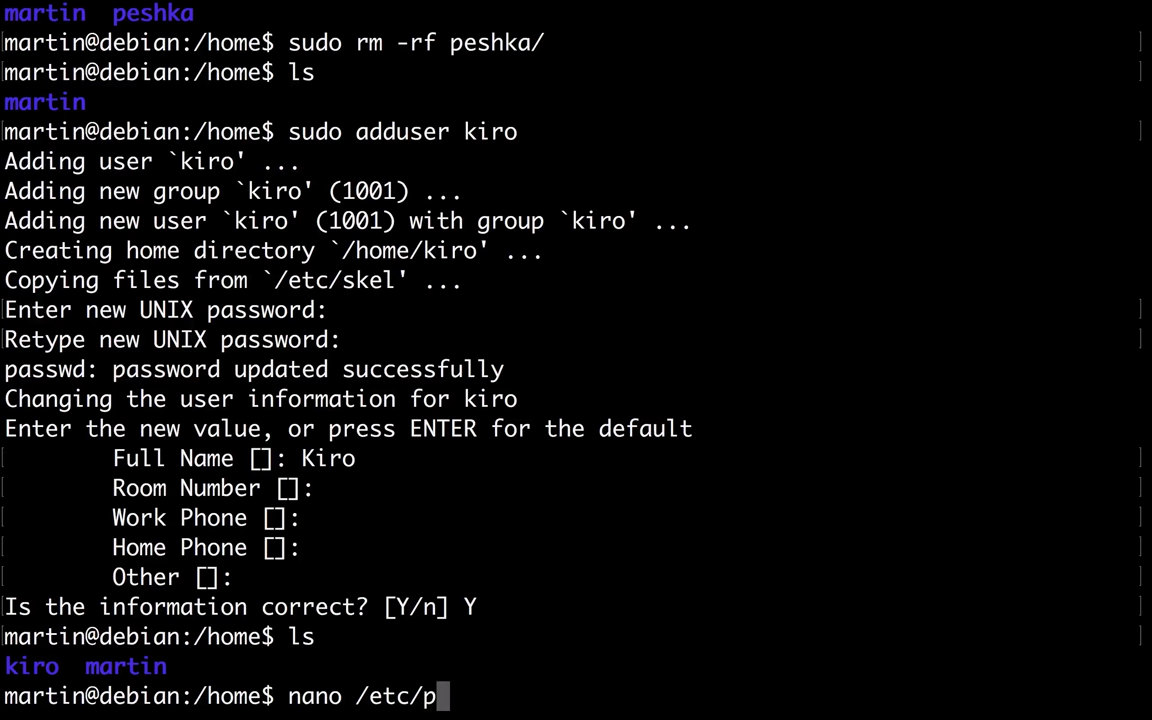 martin  peshka
martin@debian:/home$ sudo rm -rf peshka/
martin@debian:/home$ ls
martin
martin@debian:/home$ sudo adduser kiro
Adding user `kiro' ...
Adding new group `kiro' (1001) ...
Adding new user `kiro' (1001) with group `kiro' ...
Creating home directory `/home/kiro' ...
Copying files from `/etc/skel' ...
Enter new UNIX password:
Retype new UNIX password:
passwd: password updated successfully
Changing the user information for kiro
Enter the new value, or press ENTER for the default
Full Name []: Kiro
Room Number []:
Work Phone []:
Home Phone []:
Other []:
Is the information correct? [Y/n] Y
martin@debian:/home$ ls
kiro  martin
martin@debian:/home$ nano /etc/p